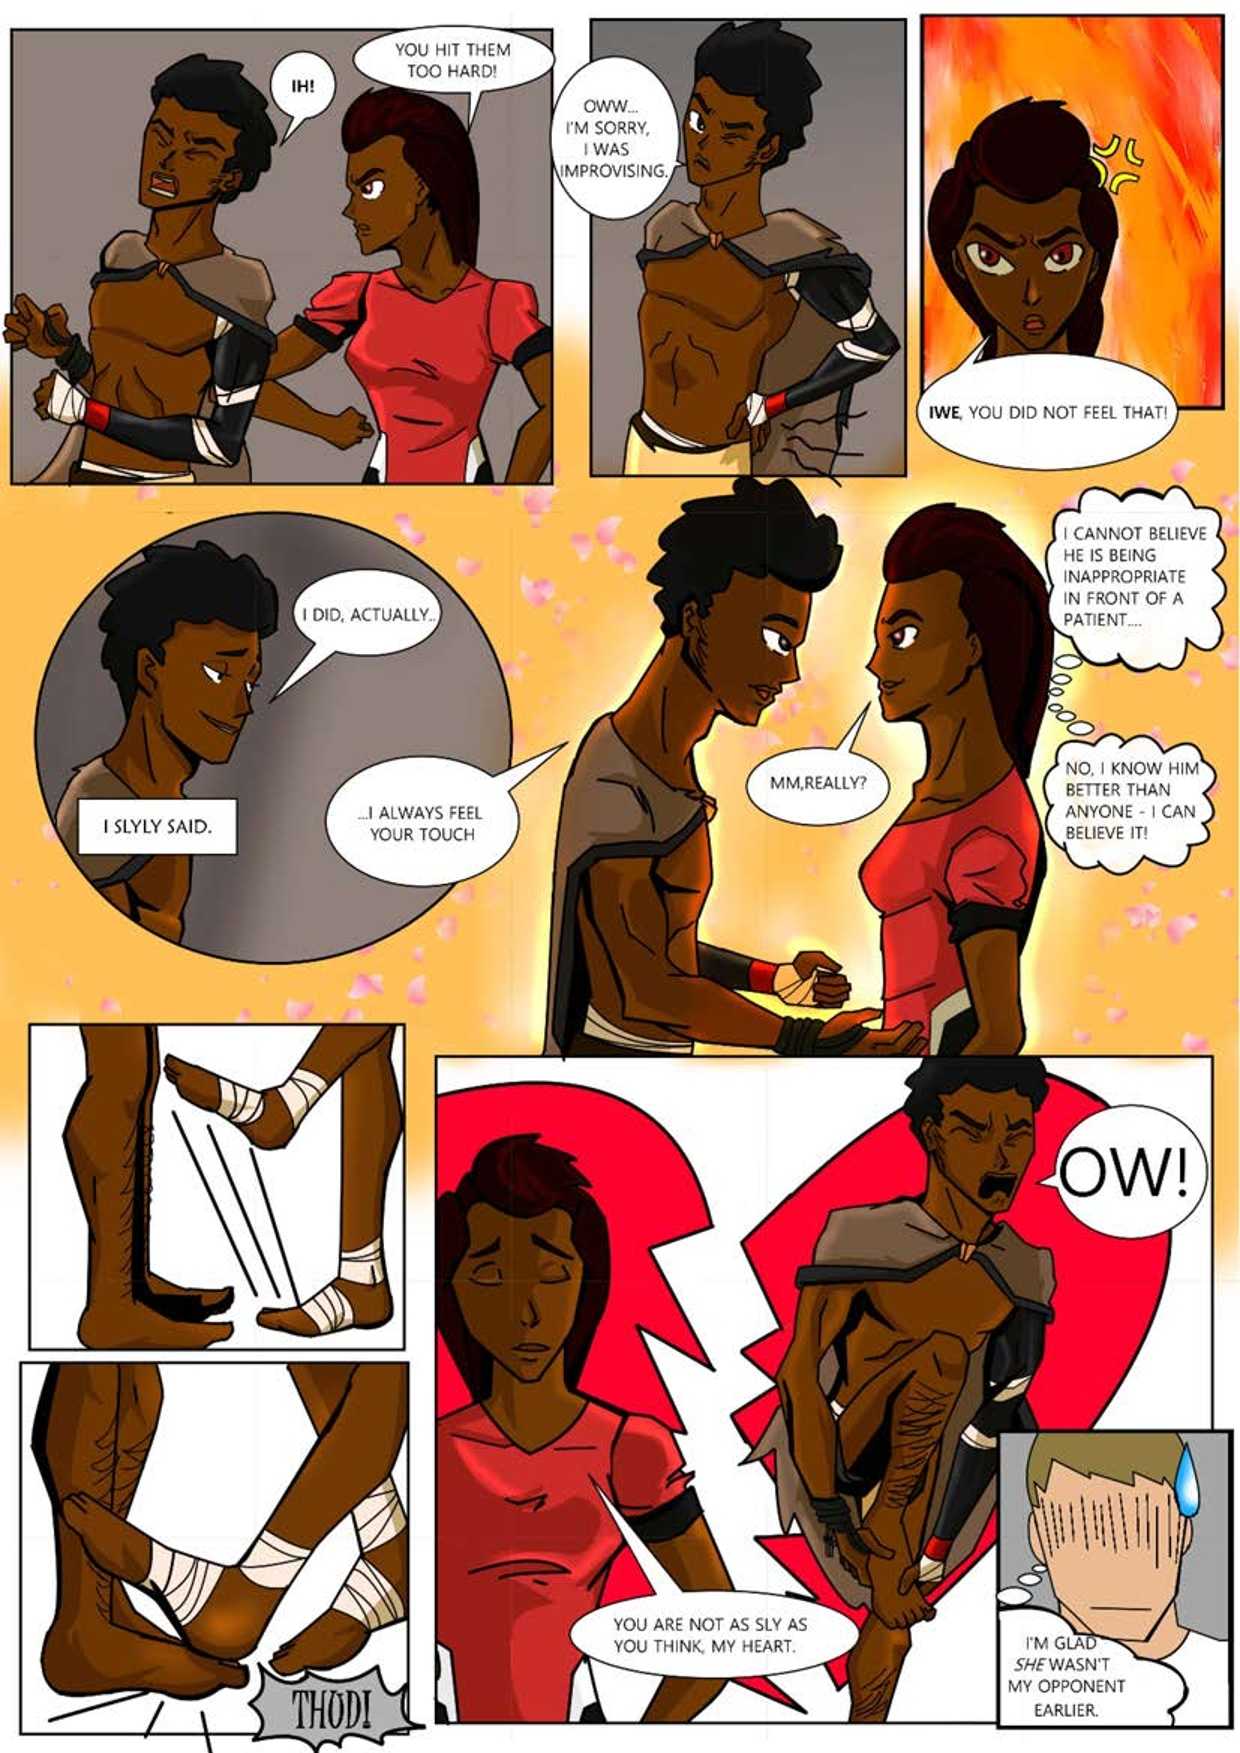 IH!
YOU HIT THEM
TOO HARD!
OWW...
I'M SORRY,
I WAS
IMPROVISING.
IWE, YOU DID NOT FEEL THAT!
I DID, ACTUALLY..
I SLYLY SAID.
...I ALWAYS FEEL
YOUR TOUCH
MM,REALLY?
I CANNOT BELIEVE
HE IS BEING
INAPPROPRIATE
IN FRONT OF A
PATIENT....
NO, I KNOW HIM
BETTER THAN
ANYONE - I CAN
BELIEVE IT!
THUD!
OW!
YOU ARE NOT AS SLY AS
YOU THINK, MY HEART.
I'M GLAD
SHE WASN'T
MY OPPONENT
EARLIER.